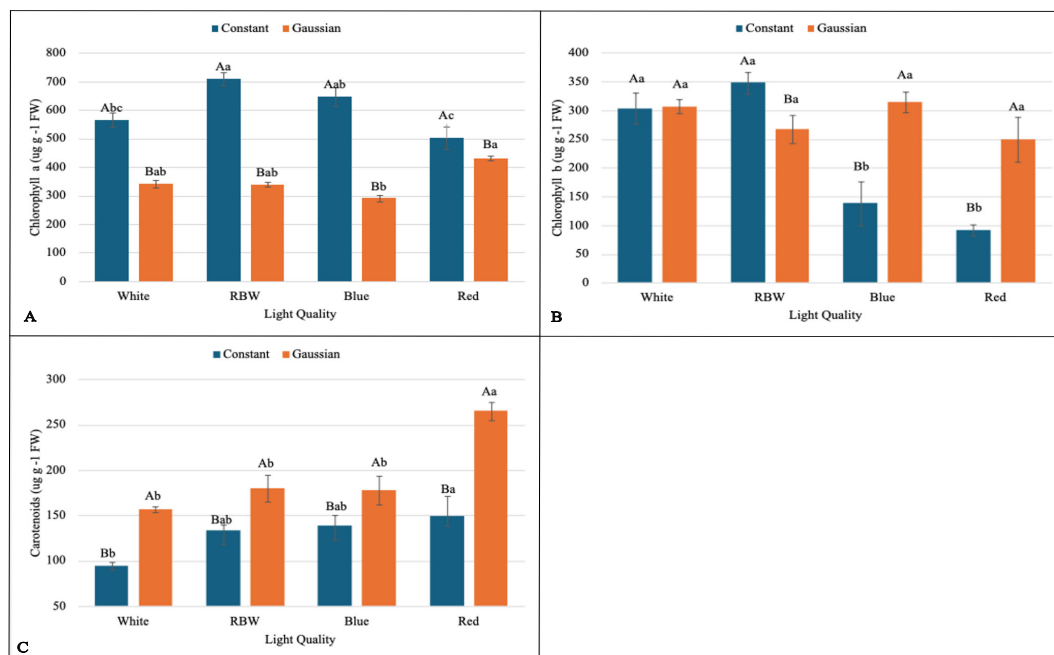 Constant Gaussian
Chlorophyll a (ug g -1 FW)
800
700
600
500
400
300
200
100
0
Abc
Bab
Aa
Bab
Aab
Bb
Ac
Ba
White RBW Blue Red
Light Quality
A
Constant Gaussian
Chlorophyll b (ug g -1 FW)
400
350
300
250
200
150
100
50
0
Aa
Aa
Aa
Ba
Bb
Aa
Bb
Aa
White RBW Blue Red
Light Quality
B
Constant Gaussian
Carotenoids (ug g -1 FW)
300
250
200
150
100
50
Bb
Ab
Bab
Ab
Bab
Ab
Ba
Aa
White RBW Blue Red
Light Quality
C